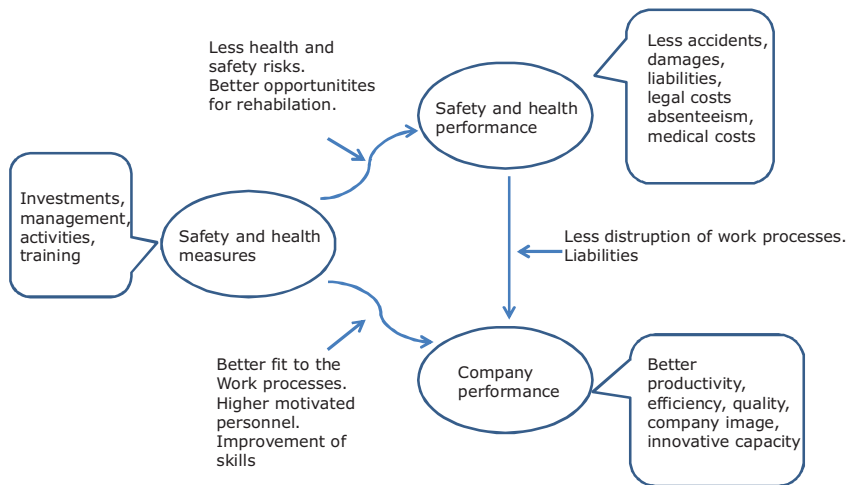 Less health and
safety risks.
Better opportunitites
for rehabilation.
Safety and health
performance
Less accidents,
damages,
liabilities,
legal costs
absenteeism,
medical costs
Investments,
management,
activities,
training
Safety and health
measures
Less distruption of work processes.
Liabilities
Better fit to the
Work processes.
Higher motivated
personnel.
Improvement of
skills
Company
performance
Better
productivity,
efficiency, quality,
company image,
innovative capacity